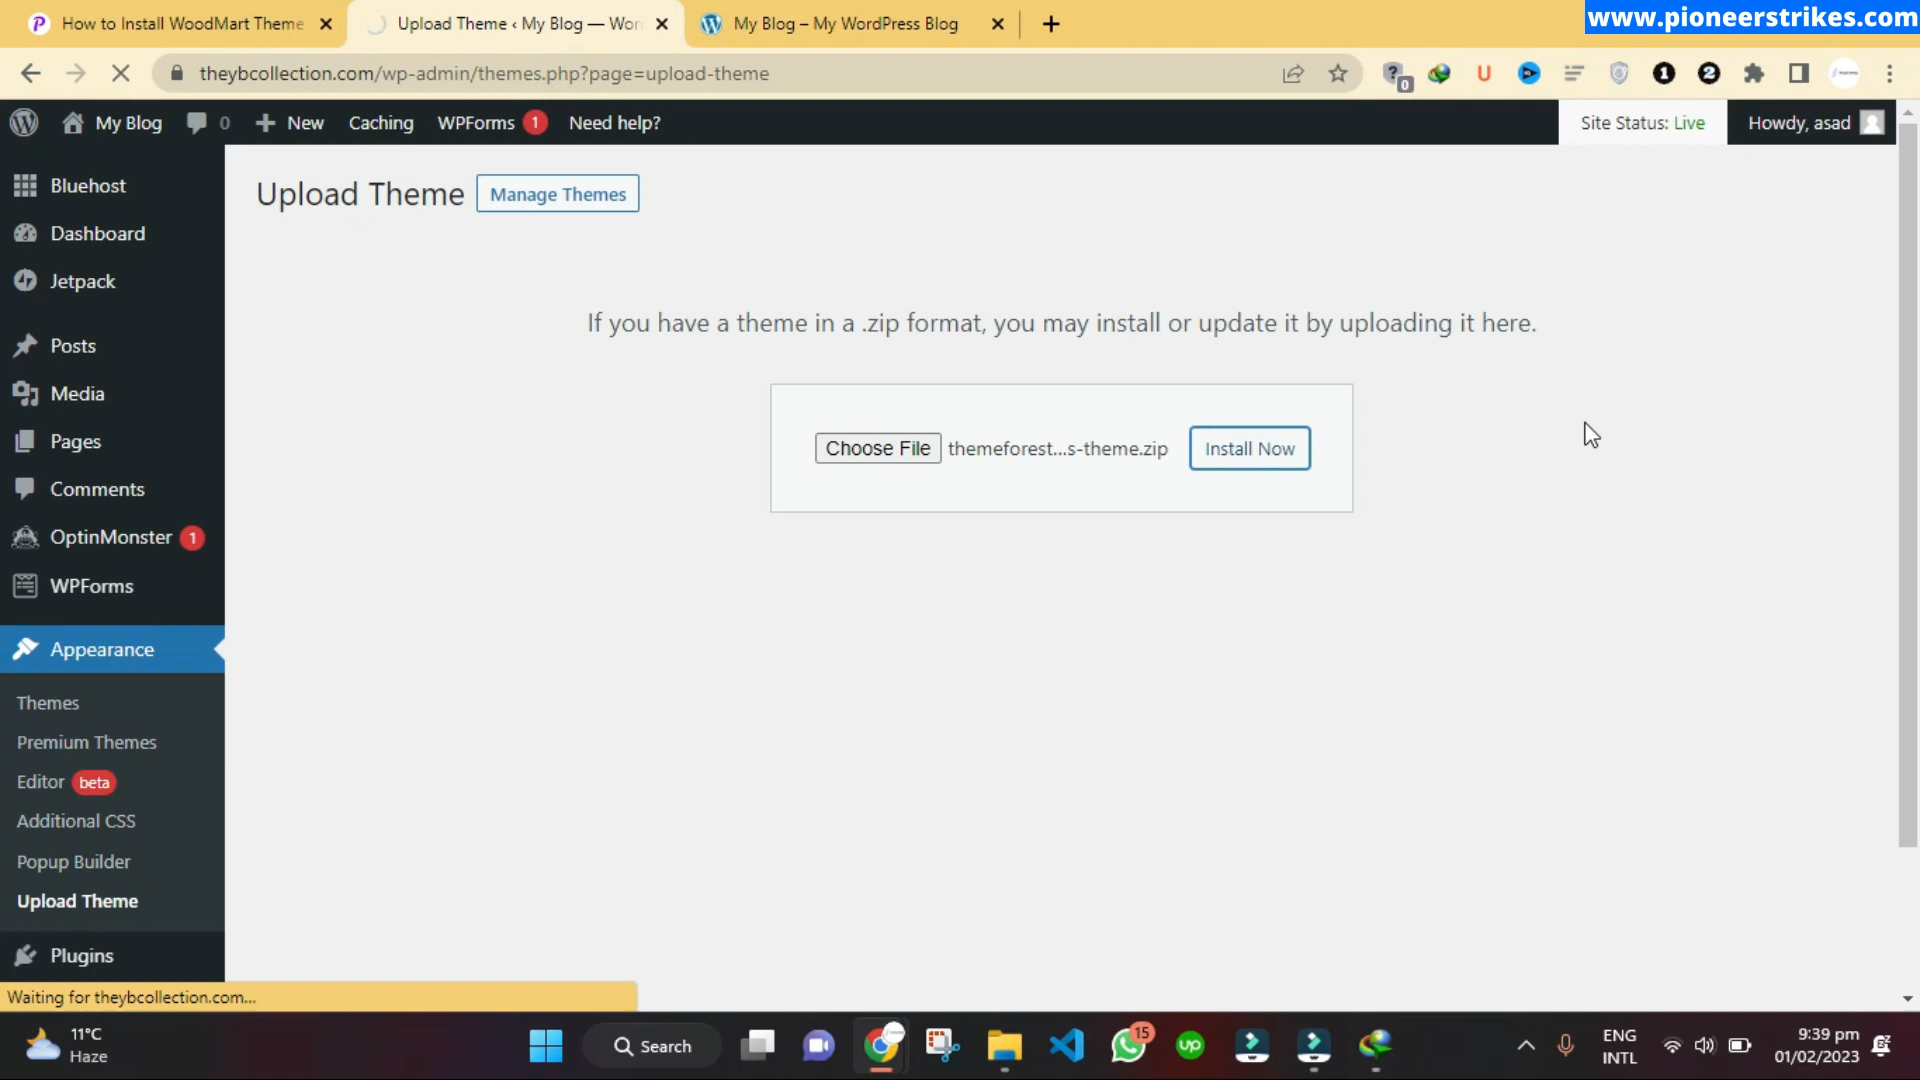 www.pioneerstrikes.com
How to Install WoodMart Theme
Upload Theme ‹ My Blog — Wor
My Blog – My WordPress Blog
theybcollection.com/wp-admin/themes.php?page=upload-theme
0
U
1
2
My Blog
0
New
Caching
WPForms 1
Need help?
Site Status: Live
Howdy, asad
Bluehost
Dashboard
Jetpack
Posts
Media
Pages
Comments
OptinMonster 1
WPForms
Appearance
Themes
Premium Themes
Editor beta
Additional CSS
Popup Builder
Upload Theme
Plugins
Upload Theme
Manage Themes
If you have a theme in a .zip format, you may install or update it by uploading it here.
Choose File themeforest...s-theme.zip
Install Now
Waiting for theybcollection.com...
11°C
Haze
Search
15
up
ENG
INTL
9:39 pm
01/02/2023